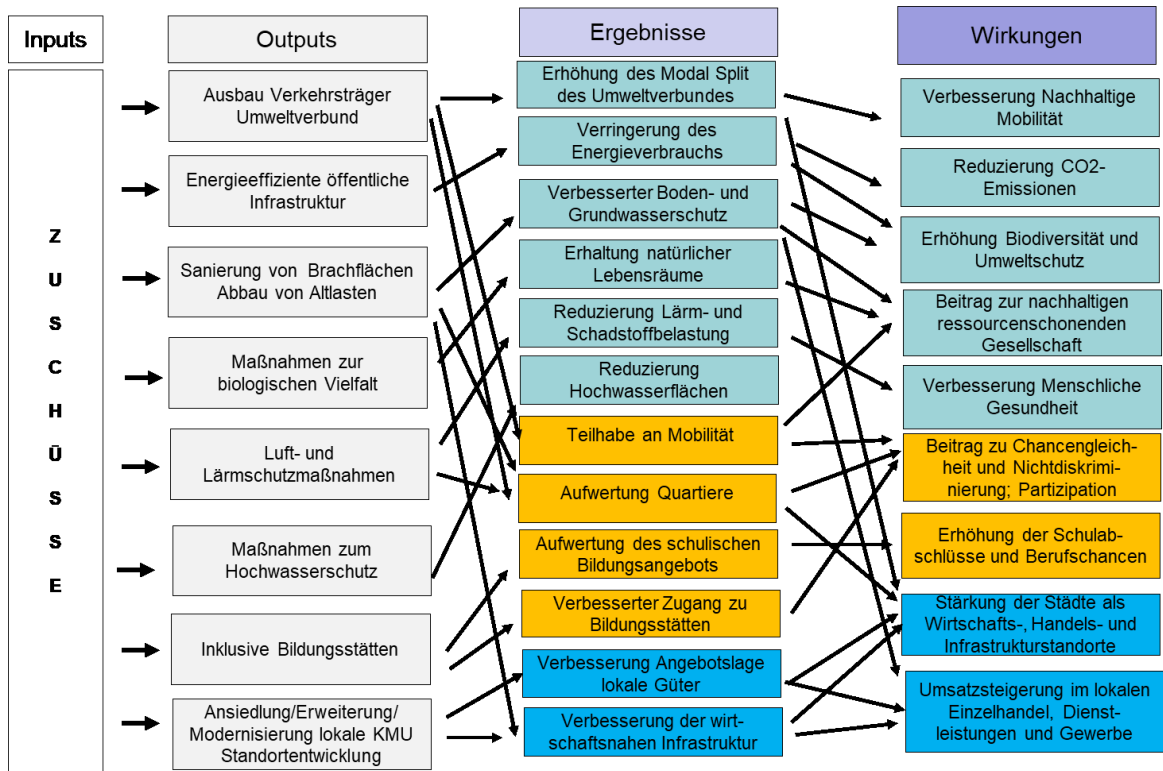 Inputs
Z
U
S
C
H
Ü
S
S
E
Outputs
Ausbau Verkehrsträger
Umweltverbund
Energieeffiziente öffentliche
Infrastruktur
Sanierung von Brachflächen
Abbau von Altlasten
Maßnahmen zur
biologischen Vielfalt
Luft- und
Lärmschutzmaßnahmen
Maßnahmen zum
Hochwasserschutz
Inklusive Bildungsstätten
Ansiedlung/Erweiterung/
Modernisierung lokale KMU
Standortentwicklung
Ergebnisse
Erhöhung des Modal Split
des Umweltverbundes
Verringerung des
Energieverbrauchs
Verbesserter Boden- und
Grundwasserschutz
Erhaltung natürlicher
Lebensräume
Reduzierung Lärm- und
Schadstoffbelastung
Reduzierung
Hochwasserflächen
Teilhabe an Mobilität
Aufwertung Quartiere
Aufwertung des schulischen
Bildungsangebots
Verbesserter Zugang zu
Bildungsstätten
Verbesserung Angebotslage
lokale Güter
Verbesserung der wirt-
schaftsnahen Infrastruktur
Wirkungen
Verbesserung Nachhaltige
Mobilität
Reduzierung CO2-
Emissionen
Erhöhung Biodiversität und
Umweltschutz
Beitrag zur nachhaltigen
ressourcenschonenden
Gesellschaft
Verbesserung Menschliche
Gesundheit
Beitrag zu Chancengleich-
heit und Nichtdiskrimi-
nierung; Partizipation
Erhöhung der Schulab-
schlüsse und Berufschancen
Stärkung der Städte als
Wirtschafts-, Handels- und
Infrastrukturstandorte
Umsatzsteigerung im lokalen
Einzelhandel, Dienst-
leistungen und Gewerbe